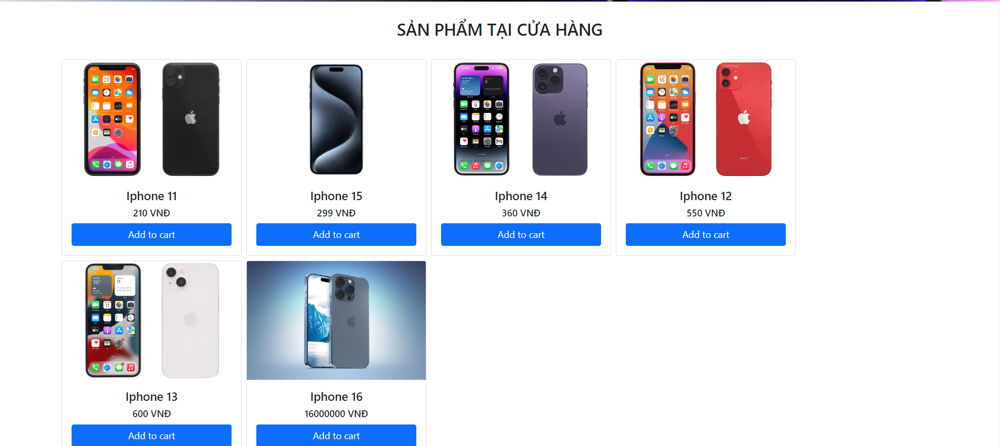 SẢN PHẨM TẠI CỬA HÀNG
Iphone 11
210 VNĐ
Add to cart
Iphone 15
299 VNĐ
Add to cart
Iphone 14
360 VNĐ
Add to cart
Iphone 12
550 VNĐ
Add to cart
Iphone 13
600 VNĐ
Add to cart
Iphone 16
16000000 VNĐ
Add to cart